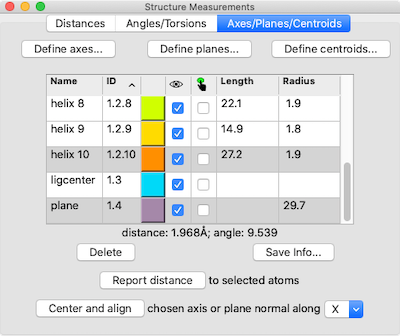 Structure Measurements
Distances Angles/Torsions Axes/Planes/Centroids
Define axes... Define planes... Define centroids...
Name ID Length Radius
helix 8 1.2.8 22.1 1.9
helix 9 1.2.9 14.9 1.8
helix 10 1.2.10 27.2 1.9
ligcenter 1.3
plane 1.4 29.7
distance: 1.968Å; angle: 9.539
Delete Save Info...
Report distance to selected atoms
Center and align chosen axis or plane normal along X